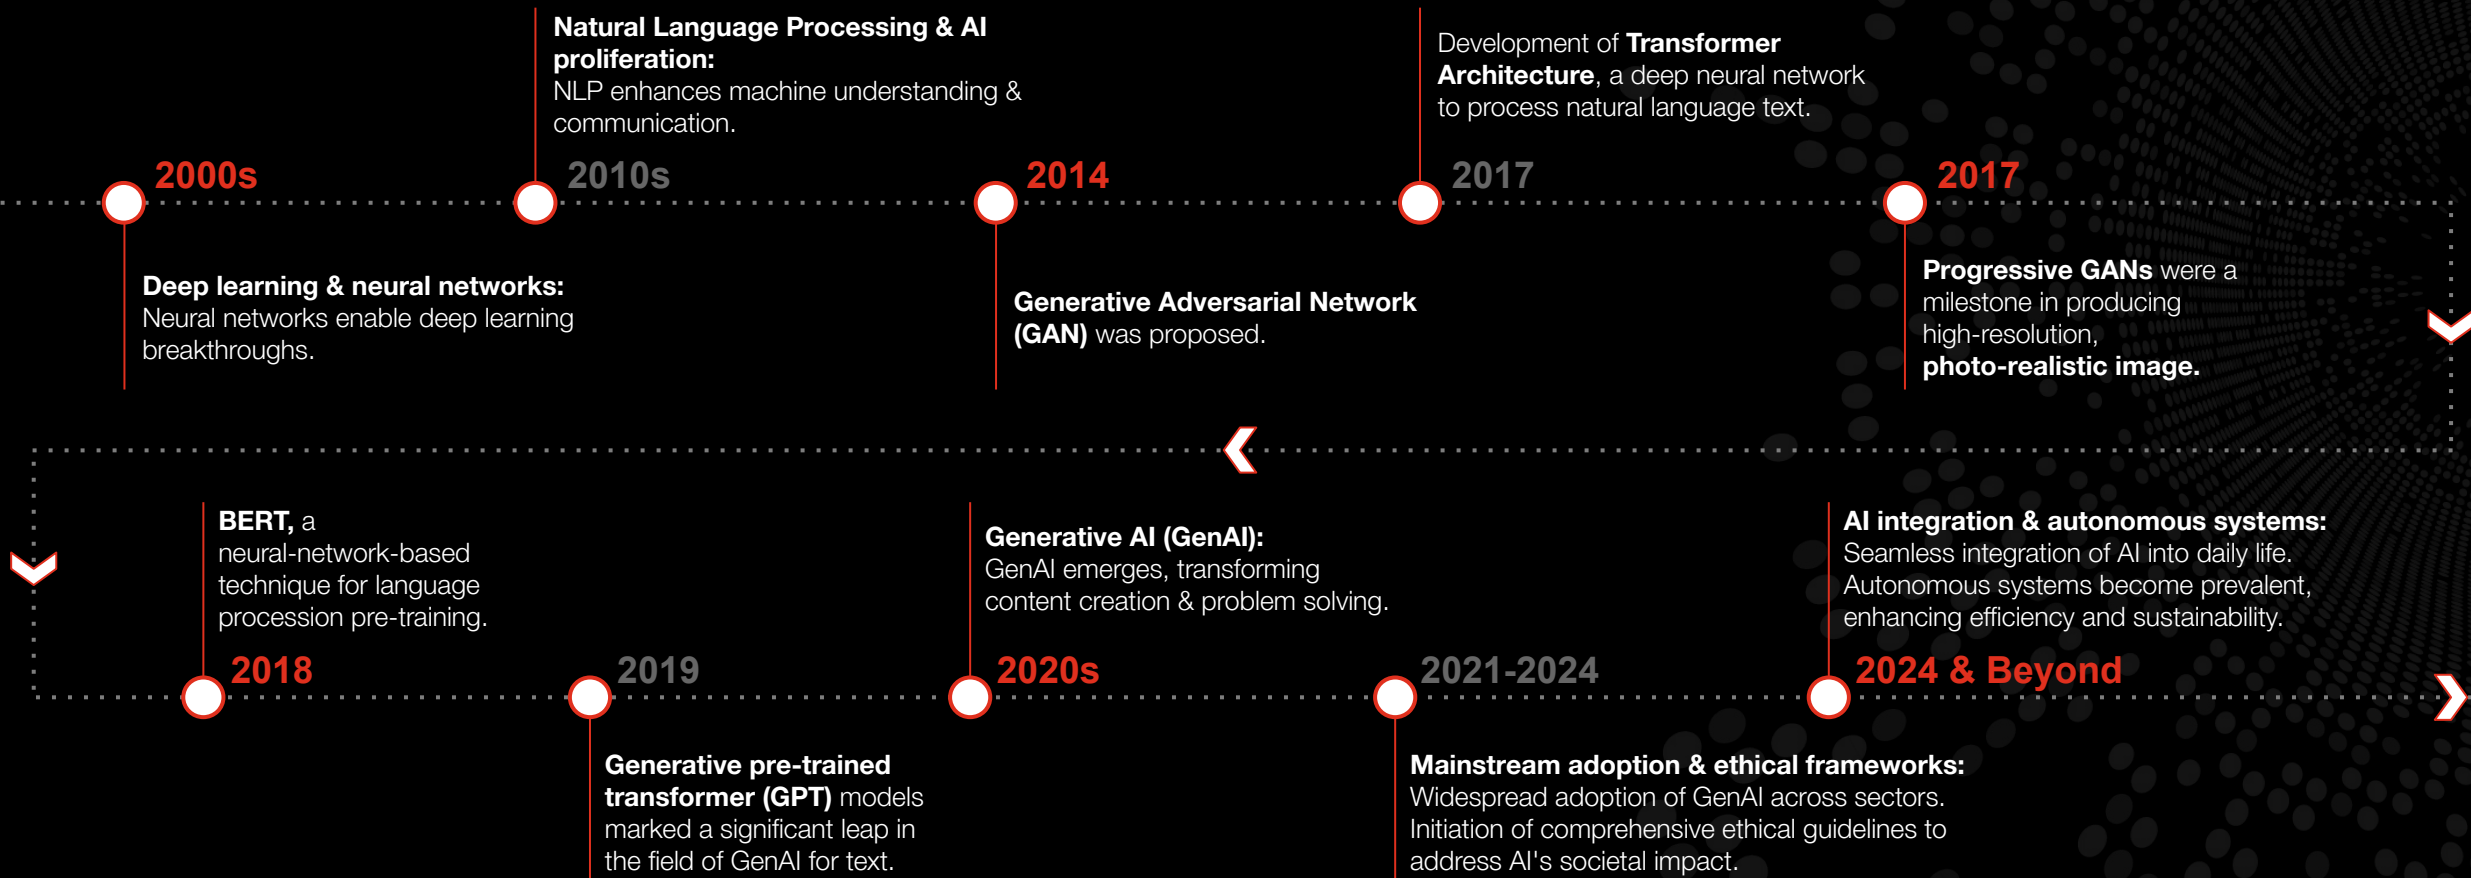 2000s
Deep learning & neural networks:
Neural networks enable deep learning
breakthroughs.
Natural Language Processing & AI
proliferation:
NLP enhances machine understanding &
communication.
2010s
2014
Generative Adversarial Network
(GAN) was proposed.
Development of Transformer
Architecture, a deep neural network
to process natural language text.
2017
2017
Progressive GANs were a
milestone in producing
high-resolution,
photo-realistic image.
BERT, a
neural-network-based
technique for language
procession pre-training.
2018
2019
Generative pre-trained
transformer (GPT) models
marked a significant leap in
the field of GenAI for text.
Generative AI (GenAI):
GenAI emerges, transforming
content creation & problem solving.
2020s
2021-2024
Mainstream adoption & ethical frameworks:
Widespread adoption of GenAI across sectors.
Initiation of comprehensive ethical guidelines to
address AI's societal impact.
AI integration & autonomous systems:
Seamless integration of AI into daily life.
Autonomous systems become prevalent,
enhancing efficiency and sustainability.
2024 & Beyond